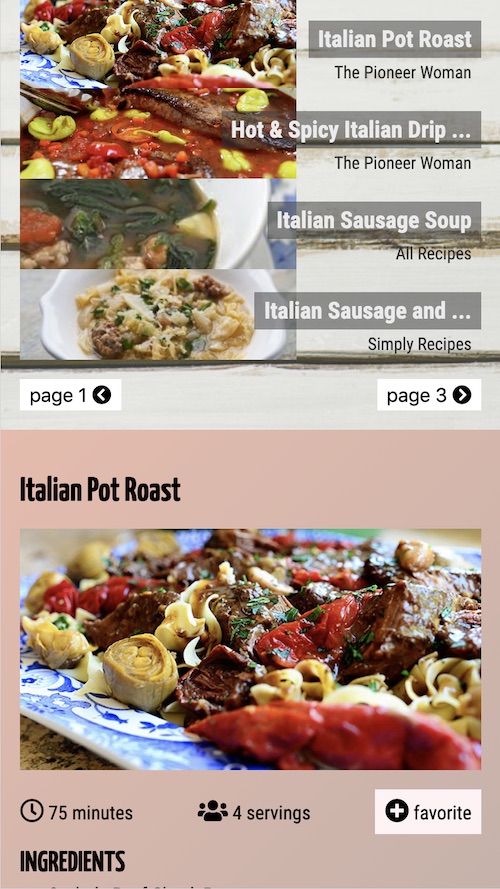 Italian Pot Roast
The Pioneer Woman
Hot & Spicy Italian Drip ...
The Pioneer Woman
Italian Sausage Soup
All Recipes
Italian Sausage and ...
Simply Recipes
page 1
page 3
Italian Pot Roast
75 minutes
4 servings
favorite
INGREDIENTS